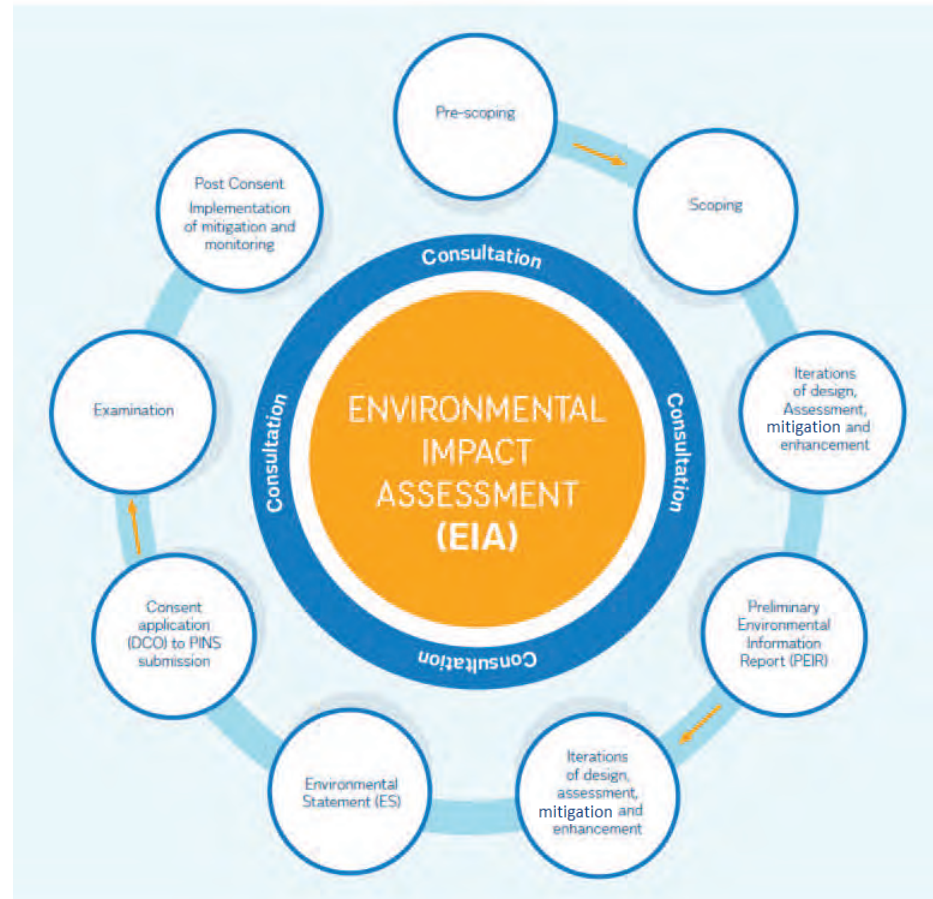 Pre-scoping
Scoping
Iterations
of design,
Assessment,
mitigation and
enhancement
Preliminary
Environmental
Information
Report (PEIR)
Iterations
of design,
assessment,
mitigation and
enhancement
Environmental
Statement (ES)
Consent
application
(DCO) to PINS
submission
Examination
Post Consent
Implementation
of mitigation and
monitoring
Consultation
Consultation
Consultation
Consultation
ENVIRONMENTAL
IMPACT
ASSESSMENT
(EIA)